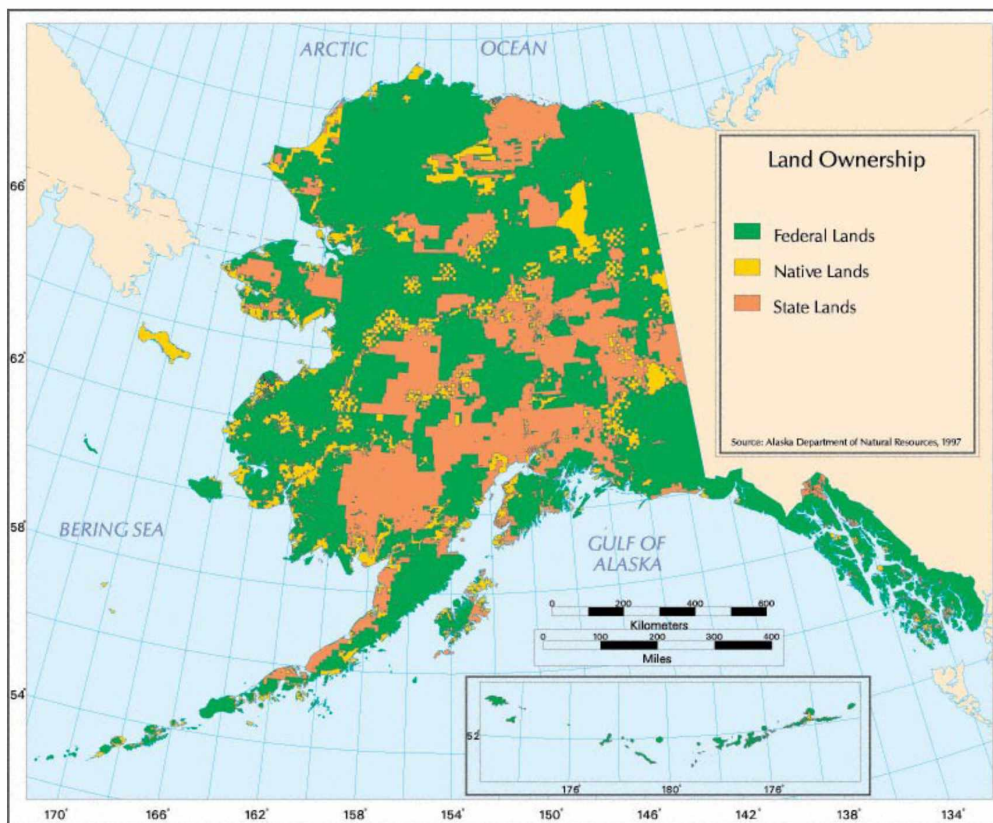 ARCTIC OCEAN
Land Ownership
Federal Lands
Native Lands
State Lands
Source: Alaska Department of Natural Resources, 1997
66°
62°
58°
54°
BERING SEA
GULF OF
ALASKA
0 200 400 600
Kilometers
0 100 200 300 400
Miles
52°
176° 180° 176°
170° 166° 162° 158° 154° 150° 146° 142° 138° 134°